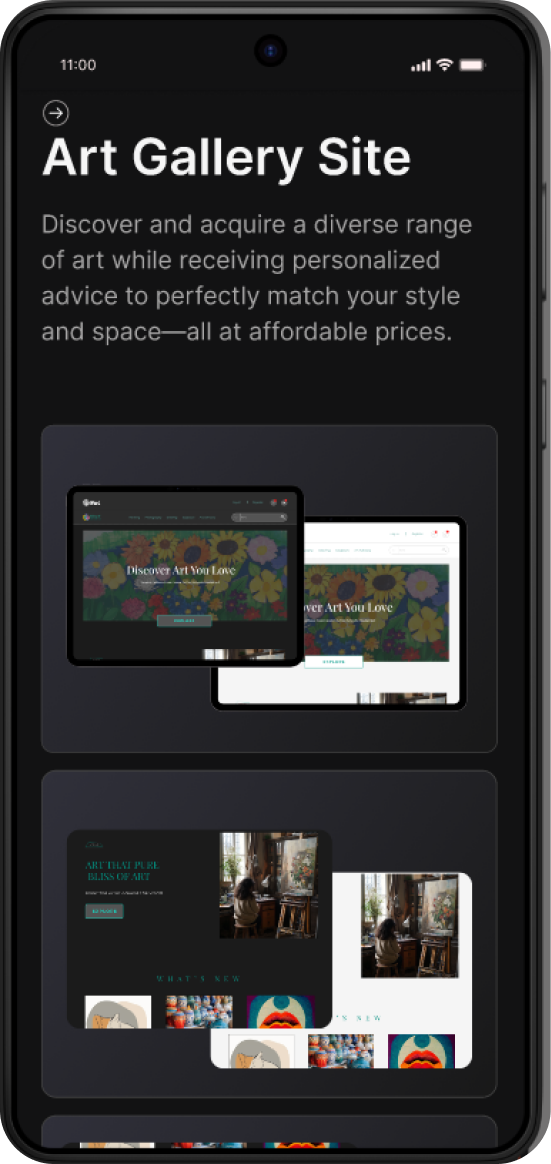 11:00
Art Gallery Site
Discover and acquire a diverse range
of art while receiving personalized
advice to perfectly match your style
and space—all at affordable prices.
Discover Art You Love
ver Art You Love
EXPLORE
EXPLORE
ART THAT PURE
BLISS OF ART
EXPLORE
WHAT'S NEW
'S NEW